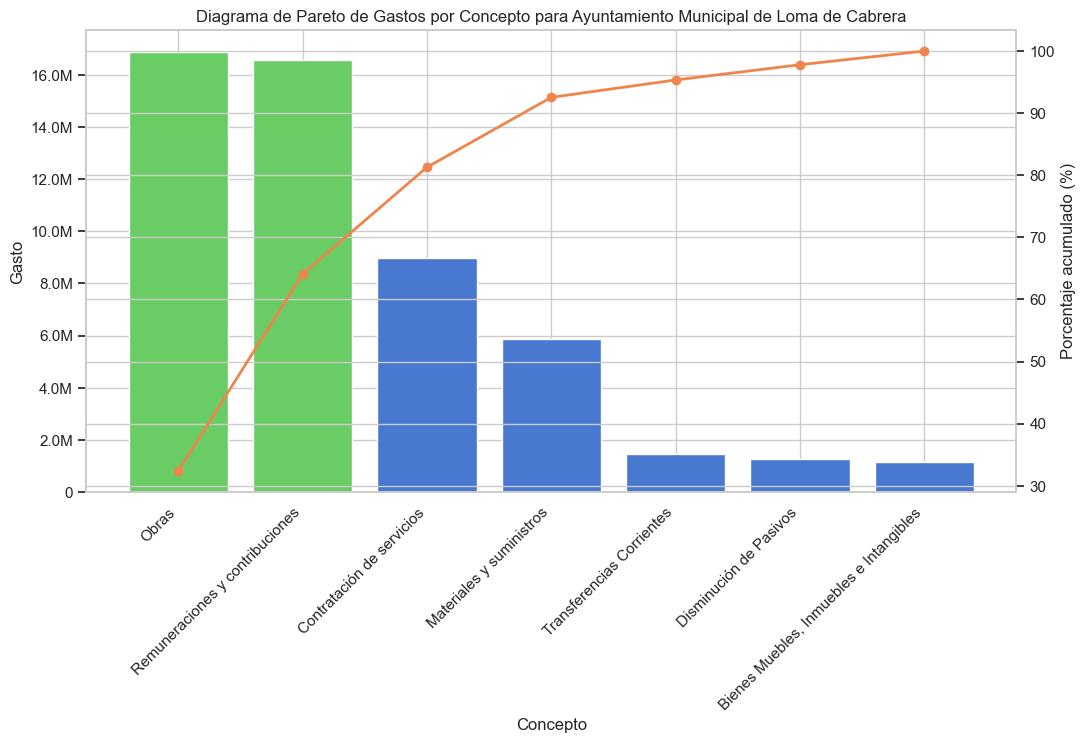 Diagrama de Pareto de Gastos por Concepto para Ayuntamiento Municipal de Loma de Cabrera
Gasto
16.0M
14.0M
12.0M
10.0M
8.0M
6.0M
4.0M
2.0M
0
100
90
80
70
60
50
40
30
Porcentaje acumulado (%)
Obras
Remuneraciones y contribuciones
Contratación de servicios
Materiales y suministros
Transferencias Corrientes
Disminución de Pasivos
Bienes Muebles, Inmuebles e Intangibles
Concepto